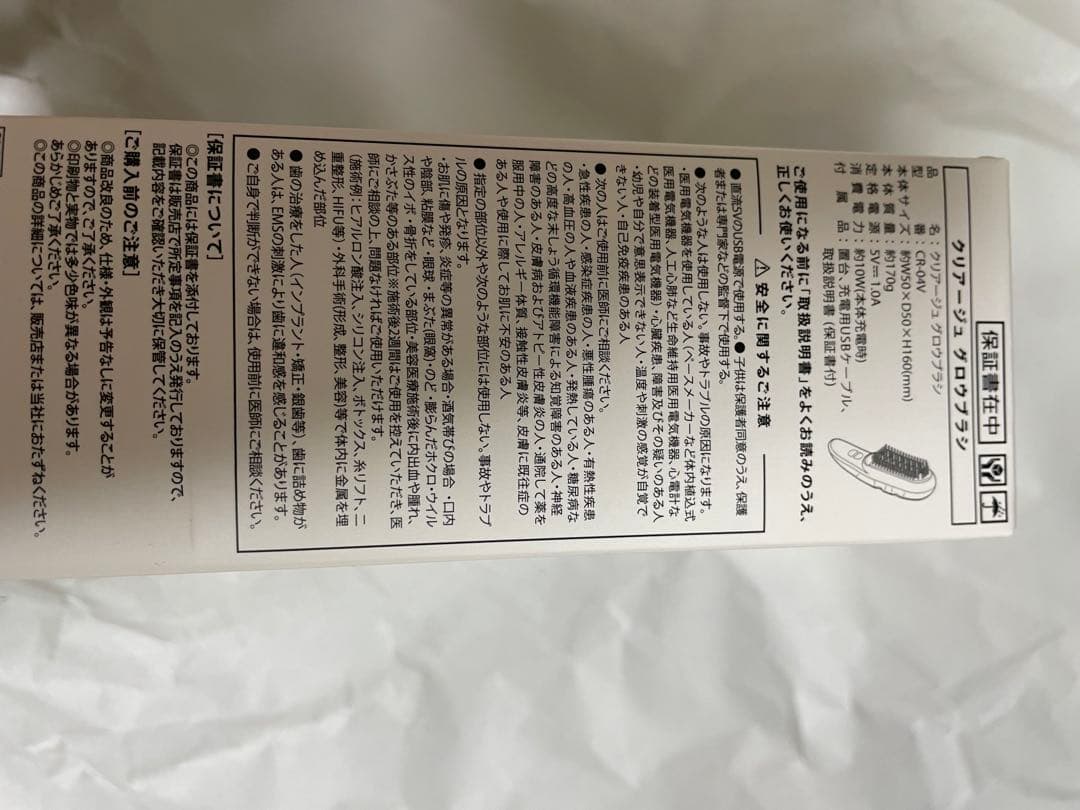 保証書在中
クリアージュ グロウブラシ
品名：クリアージュ グロウブラシ
型番：CR-04V
本体サイズ：約W50×D50×H160(mm)
本体質量：約170g
定格電源：5V⎓1.0A
消費電力：約10W(本体充電時)
付属品：置台、充電用USBケーブル、
取扱説明書 (保証書付)
ご使用になる前に「取扱説明書」をよくお読みのうえ、
正しくお使いください。
⚠ 安全に関するご注意
●直流5VのUSB電源で使用する。●子供は保護者同意のうえ、保護
者または専門家などの監督下で使用する。
●次のような人は使用しない。事故やトラブルの原因になります。
・医用電気機器を使用している人(ペースメーカーなど体内植込式
医用電気機器、人工心肺など生命維持用医用電気機器、心電計な
どの装着型医用電気機器)・心臓疾患、障害及びその疑いのある人
・幼児や自分で意思表示できない人・温度や刺激の感覚が自覚で
きない人・自己免疫疾患の人
●次の人はご使用前に医師にご相談ください。
・急性疾患の人・感染症疾患の人・悪性腫瘍のある人・有熱性疾患
の人・高血圧の人や血液疾患のある人・発熱している人・糖尿病な
どの高度な末しょう循環機能障害による知覚障害のある人・神経
障害のある人・皮膚病およびアトピー性皮膚炎の人・通院して薬を
服用中の人・アレルギー体質、接触性皮膚炎等、皮膚に既往症の
ある人や使用に際してお肌に不安のある人
●指定の部位以外や次のような部位には使用しない。事故やトラブ
ルの原因となります。
・お肌に傷や発疹、炎症等の異常がある場合・酒気帯びの場合 ・口内
や陰部、粘膜など・眼球・まぶた(眼窩)・のど・膨らんだホクロ・ウイル
ス性のイボ・骨折をしている部位・美容医療施術後に内出血や腫れ、
かさぶた等のある部位※施術後2週間はご使用を控えていただき、医
師にご相談の上、問題なければご使用いただけます。
(施術例：ヒアルロン酸注入、シリコン注入、ボトックス、糸リフト、二
重整形、HIFU等)・外科手術(形成、整形、美容)等で体内に金属を埋
め込んだ部位
●歯の治療をした人(インプラント・矯正・銀歯等)、歯に詰め物が
ある人は、EMSの刺激により歯に違和感を感じることがあります。
●ご自身で判断ができない場合は、使用前に医師にご相談ください。
[保証書について]
◎この商品には保証書を添付しております。
保証書は販売店で所定事項を記入のうえ発行しておりますので、
記載内容をご確認いただき大切に保管してください。
[ご購入前のご注意]
◎商品改良のため、仕様・外観は予告なしに変更することが
ありますので、ご了承ください。
◎印刷物と実物では多少色味が異なる場合があります。
あらかじめご了承ください。
◎この商品の詳細については、販売店または当社におたずねください。